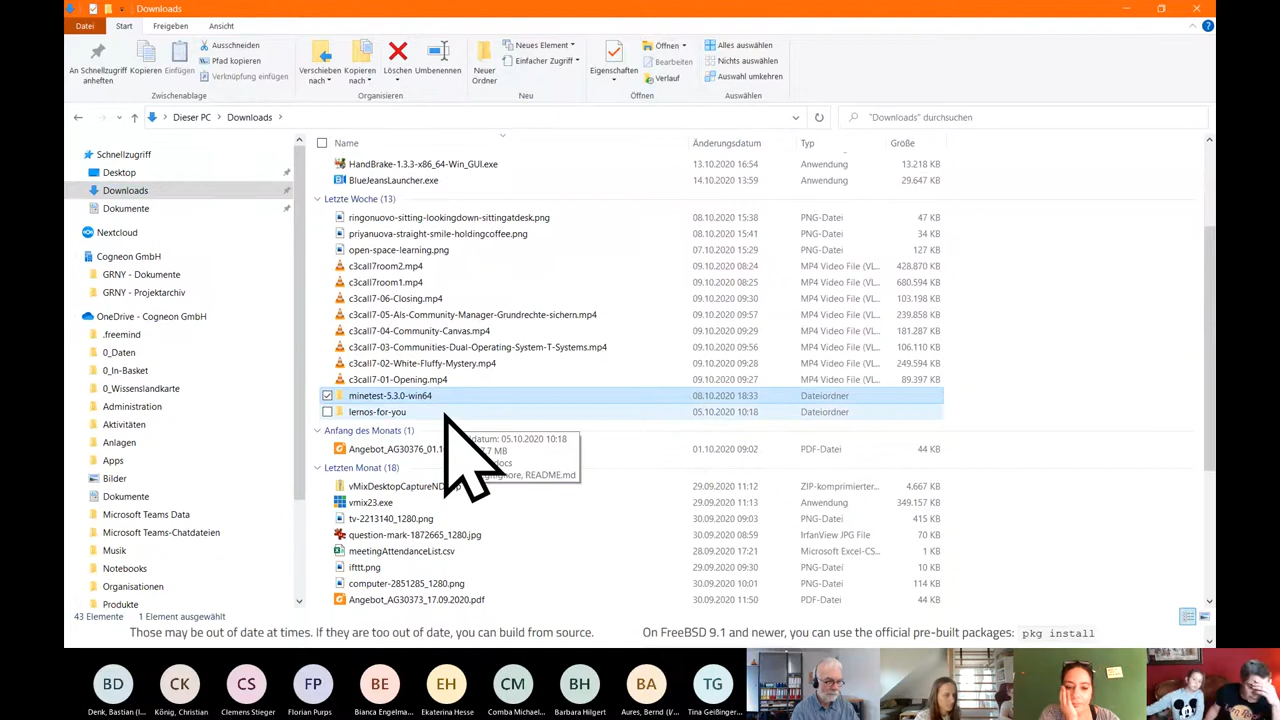 Downloads
Datei Start Freigeben Ansicht
An Schnellzugriff anheften
Kopieren
Einfügen
Ausschneiden
Pfad kopieren
Verknüpfung einfügen
Zwischenablage
Verschieben nach
Kopieren nach
Löschen
Umbenennen
Organisieren
Neuer Ordner
Neues Element
Einfacher Zugriff
Neu
Eigenschaften
Öffnen
Bearbeiten
Verlauf
Öffnen
Alles auswählen
Nichts auswählen
Auswahl umkehren
Auswählen
Dieser PC > Downloads >
"Downloads" durchsuchen
Schnellzugriff
Desktop
Downloads
Dokumente
Nextcloud
Cogneon GmbH
GRNY - Dokumente
GRNY - Projektarchiv
OneDrive - Cogneon GmbH
.freemind
0_Daten
0_In-Basket
0_Wissenslandkarte
Administration
Aktivitäten
Anlagen
Apps
Bilder
Dokumente
Microsoft Teams Data
Microsoft Teams-Chatdateien
Musik
Notebooks
Organisationen
Produkte
Name Änderungsdatum Typ Größe
HandBrake-1.3.3-x86_64-Win_GUI.exe 13.10.2020 16:54 Anwendung 13.218 KB
BlueJeansLauncher.exe 14.10.2020 13:59 Anwendung 29.647 KB
Letzte Woche (13)
ringonuovo-sitting-lookingdown-sittingatdesk.png 08.10.2020 15:38 PNG-Datei 47 KB
priyanuova-straight-smile-holdingcoffee.png 08.10.2020 15:41 PNG-Datei 34 KB
open-space-learning.png 07.10.2020 15:29 PNG-Datei 43 KB
c3call7room2.mp4 09.10.2020 08:24 MP4 Video File (VL... 428.870 KB
c3call7room1.mp4 09.10.2020 08:25 MP4 Video File (VL... 680.594 KB
c3call7-06-Closing.mp4 09.10.2020 09:30 MP4 Video File (VL... 103.198 KB
c3call7-05-Als-Community-Manager-Grundrechte-sichern.mp4 09.10.2020 09:57 MP4 Video File (VL... 239.858 KB
c3call7-04-Community-Canvas.mp4 09.10.2020 09:29 MP4 Video File (VL... 181.287 KB
c3call7-03-Communities-Dual-Operating-System-T-Systems.mp4 09.10.2020 09:27 MP4 Video File (VL... 106.110 KB
c3call7-02-White-Fluffy-Mystery.mp4 09.10.2020 09:28 MP4 Video File (VL... 249.594 KB
c3call7-01-Opening.mp4 09.10.2020 09:27 MP4 Video File (VL... 89.397 KB
minetest-5.3.0-win64 08.10.2020 18:33 Dateiordner
lernos-for-you 05.10.2020 10:18 Dateiordner
Anfang des Monats (1)
datum: 05.10.2020 10:18
7,7 MB
docs
README.md
Angebot_AG30376_01.1 01.10.2020 09:02 PDF-Datei 44 KB
Letzten Monat (18)
vMixDesktopCaptureND 29.09.2020 11:12 ZIP-komprimierter... 44 KB
vmix23.exe 29.09.2020 11:11 Anwendung 349.157 KB
tv-2213140_1280.png 30.09.2020 09:03 PNG-Datei 415 KB
question-mark-1872665_1280.jpg 30.09.2020 08:59 IrfanView JPG File 70 KB
meetingAttendanceList.csv 28.09.2020 17:21 Microsoft Excel-CS... 1 KB
ifttt.png 29.09.2020 09:30 PNG-Datei 36 KB
computer-2851285_1280.png 30.09.2020 10:01 PNG-Datei 114 KB
Angebot_AG30373_17.09.2020.pdf 30.09.2020 11:50 PDF-Datei 44 KB
43 Elemente 1 Element ausgewählt
Those may be out of date at times. If they are too out of date, you can build from source.
On FreeBSD 9.1 and newer, you can use the official pre-built packages: pkg install
BD CK CS FP BE EH CM BH BA TG
Denk, Bastian (I... König, Christian Clemens Stieger Florian Purps Bianca Engelman... Ekaterina Hesse Comba Michael... Barbara Hilgert Aures, Bernd (I/... Tina Geißinger...